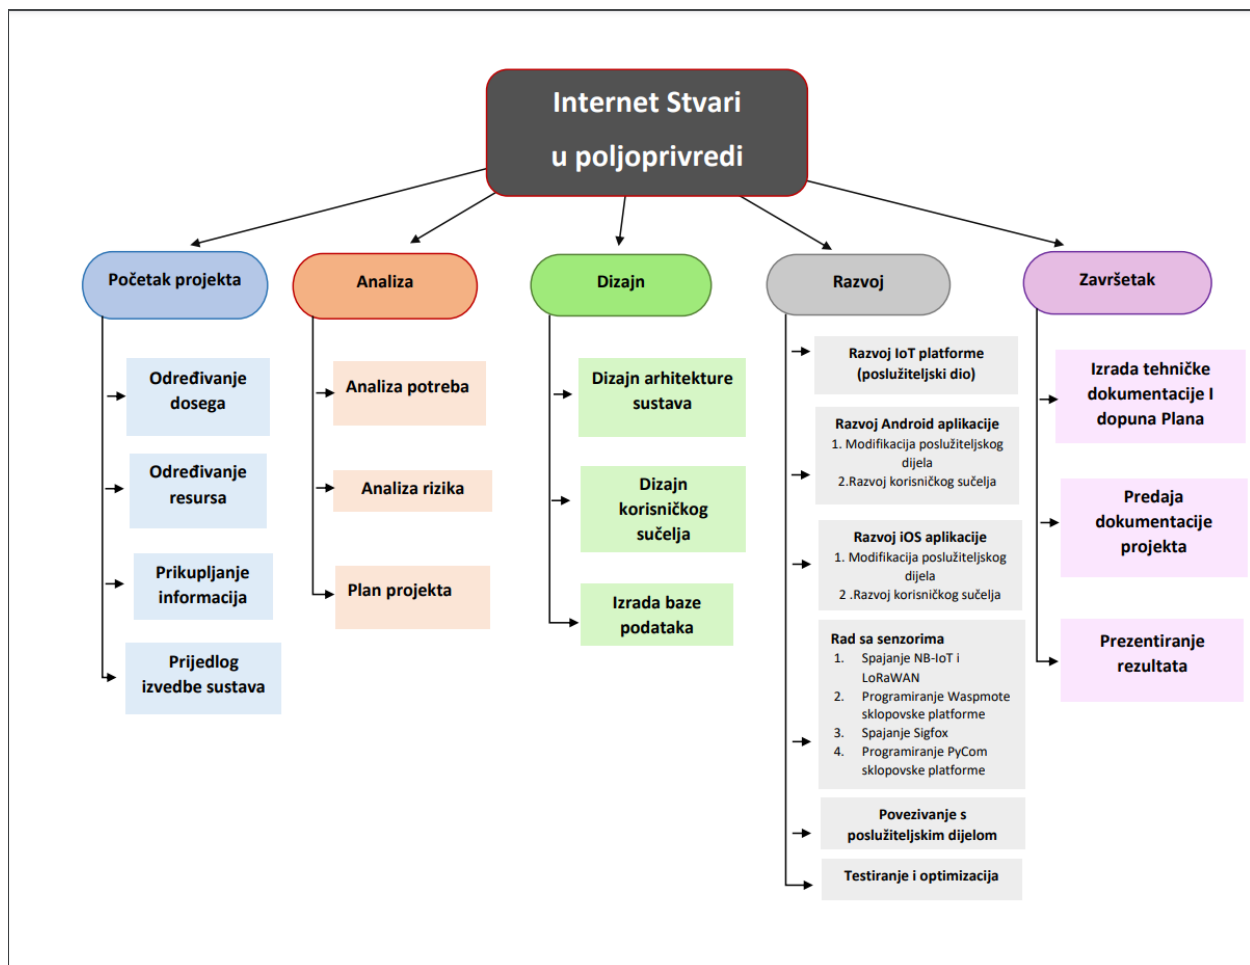 Internet Stvari
u poljoprivredi
Početak projekta
Analiza
Dizajn
Razvoj
Završetak
Određivanje
dosega
Određivanje
resursa
Prikupljanje
informacija
Prijedlog
izvedbe sustava
Analiza potreba
Analiza rizika
Plan projekta
Dizajn arhitekture
sustava
Dizajn
korisničkog
sučelja
Izrada baze
podataka
Razvoj IoT platforme
(poslužiteljski dio)
Razvoj Android aplikacije
1. Modifikacija poslužiteljskog
dijela
2.Razvoj korisničkog sučelja
Razvoj iOS aplikacije
1. Modifikacija poslužiteljskog
dijela
2 .Razvoj korisničkog sučelja
Rad sa senzorima
1. Spajanje NB-IoT i
LoRaWAN
2. Programiranje Waspmote
sklopovske platforme
3. Spajanje Sigfox
4. Programiranje PyCom
sklopovske platforme
Povezivanje s
poslužiteljskim dijelom
Testiranje i optimizacija
Izrada tehničke
dokumentacije I
dopuna Plana
Predaja
dokumentacije
projekta
Prezentiranje
rezultata